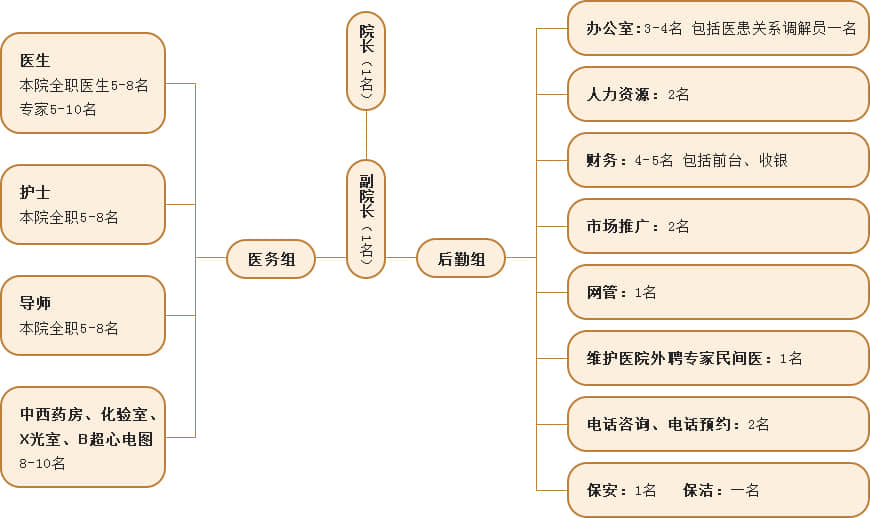 院长（1名）
副院长（1名）
医务组
后勤组
医生
本院全职医生5-8名
专家5-10名
护士
本院全职5-8名
导师
本院全职5-8名
中西药房、化验室、
X光室、B超心电图
8-10名
办公室：3-4名 包括医患关系调解员一名
人力资源：2名
财务：4-5名 包括前台、收银
市场推广：2名
网管：1名
维护医院外聘专家民间医：1名
电话咨询、电话预约：2名
保安：1名 保洁：一名